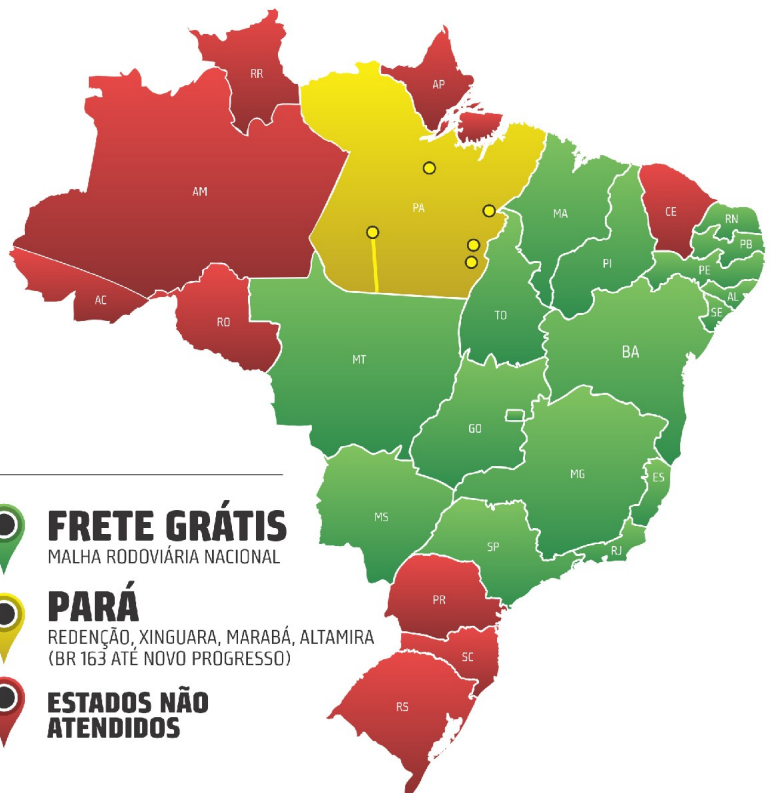 RR
AP
AM
PA
MA
CE
RN
PB
PI
PE
AL
SE
AC
RO
TO
MT
BA
GO
MG
ES
MS
SP
RJ
PR
SC
RS
FRETE GRÁTIS
MALHA RODOVIÁRIA NACIONAL
PARÁ
REDENÇÃO, XINGUARA, MARABÁ, ALTAMIRA
(BR 163 ATÉ NOVO PROGRESSO)
ESTADOS NÃO
ATENDIDOS